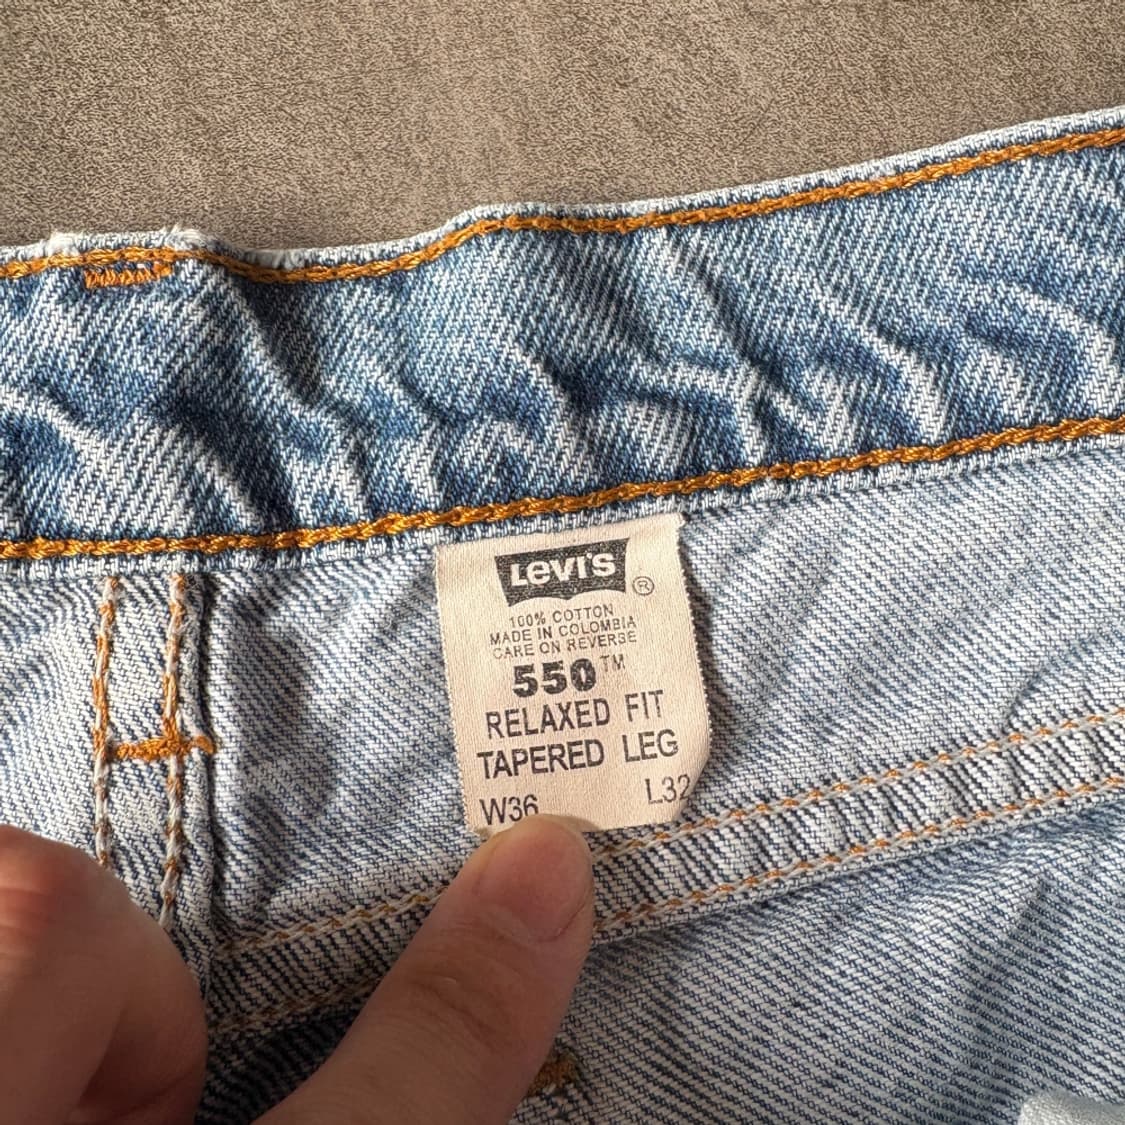 Levi's ®
100% COTTON
MADE IN COLOMBIA
CARE ON REVERSE
550™
RELAXED FIT
TAPERED LEG
W36 L32